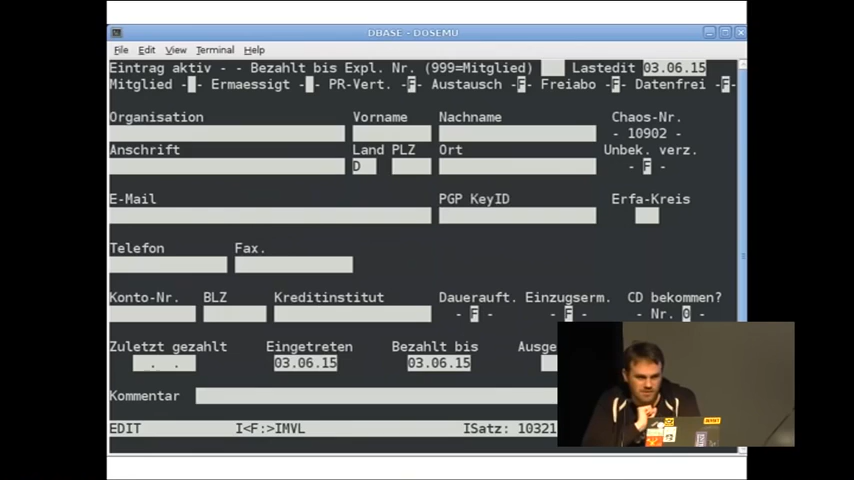 DBASE - DOSEMU
File Edit View Terminal Help
Eintrag aktiv - - Bezahlt bis Expl. Nr. (999=Mitglied) Lastedit 03.06.15
Mitglied - - Ermaessigt - - PR-Vert. -F- Austausch -F- Freiabo -F- Datenfrei -F-
Organisation Vorname Nachname Chaos-Nr.
- 10902 -
Anschrift Land PLZ Ort Unbek. verz.
D - F -
E-Mail PGP KeyID Erfa-Kreis
Telefon Fax.
Konto-Nr. BLZ Kreditinstitut Dauerauft. Einzugserm. CD bekommen?
- F - - F - - Nr. 0 -
Zuletzt gezahlt Eingetreten Bezahlt bis
. . 03.06.15 03.06.15
Kommentar
EDIT I<F:>IMVL ISatz: 10321